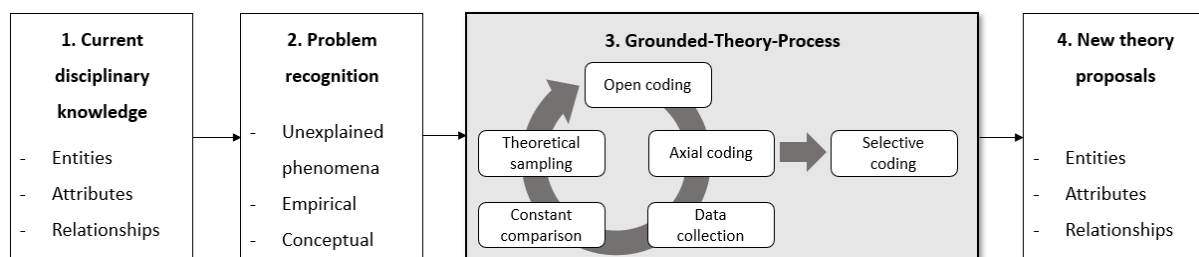 1. Current
disciplinary
knowledge
- Entities
- Attributes
- Relationships
2. Problem
recognition
- Unexplained
phenomena
- Empirical
- Conceptual
3. Grounded-Theory-Process
Open coding
Theoretical
sampling
Axial coding
Selective
coding
Constant
comparison
Data
collection
4. New theory
proposals
- Entities
- Attributes
- Relationships